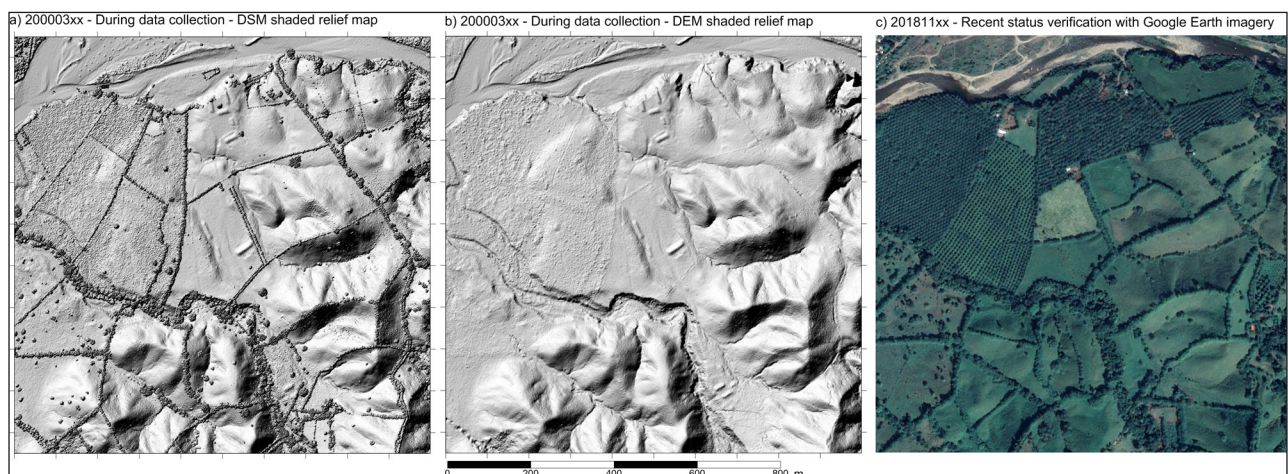 a) 200003xx - During data collection - DSM shaded relief map
b) 200003xx - During data collection - DEM shaded relief map
c) 201811xx - Recent status verification with Google Earth imagery
0 200 400 600 800 m